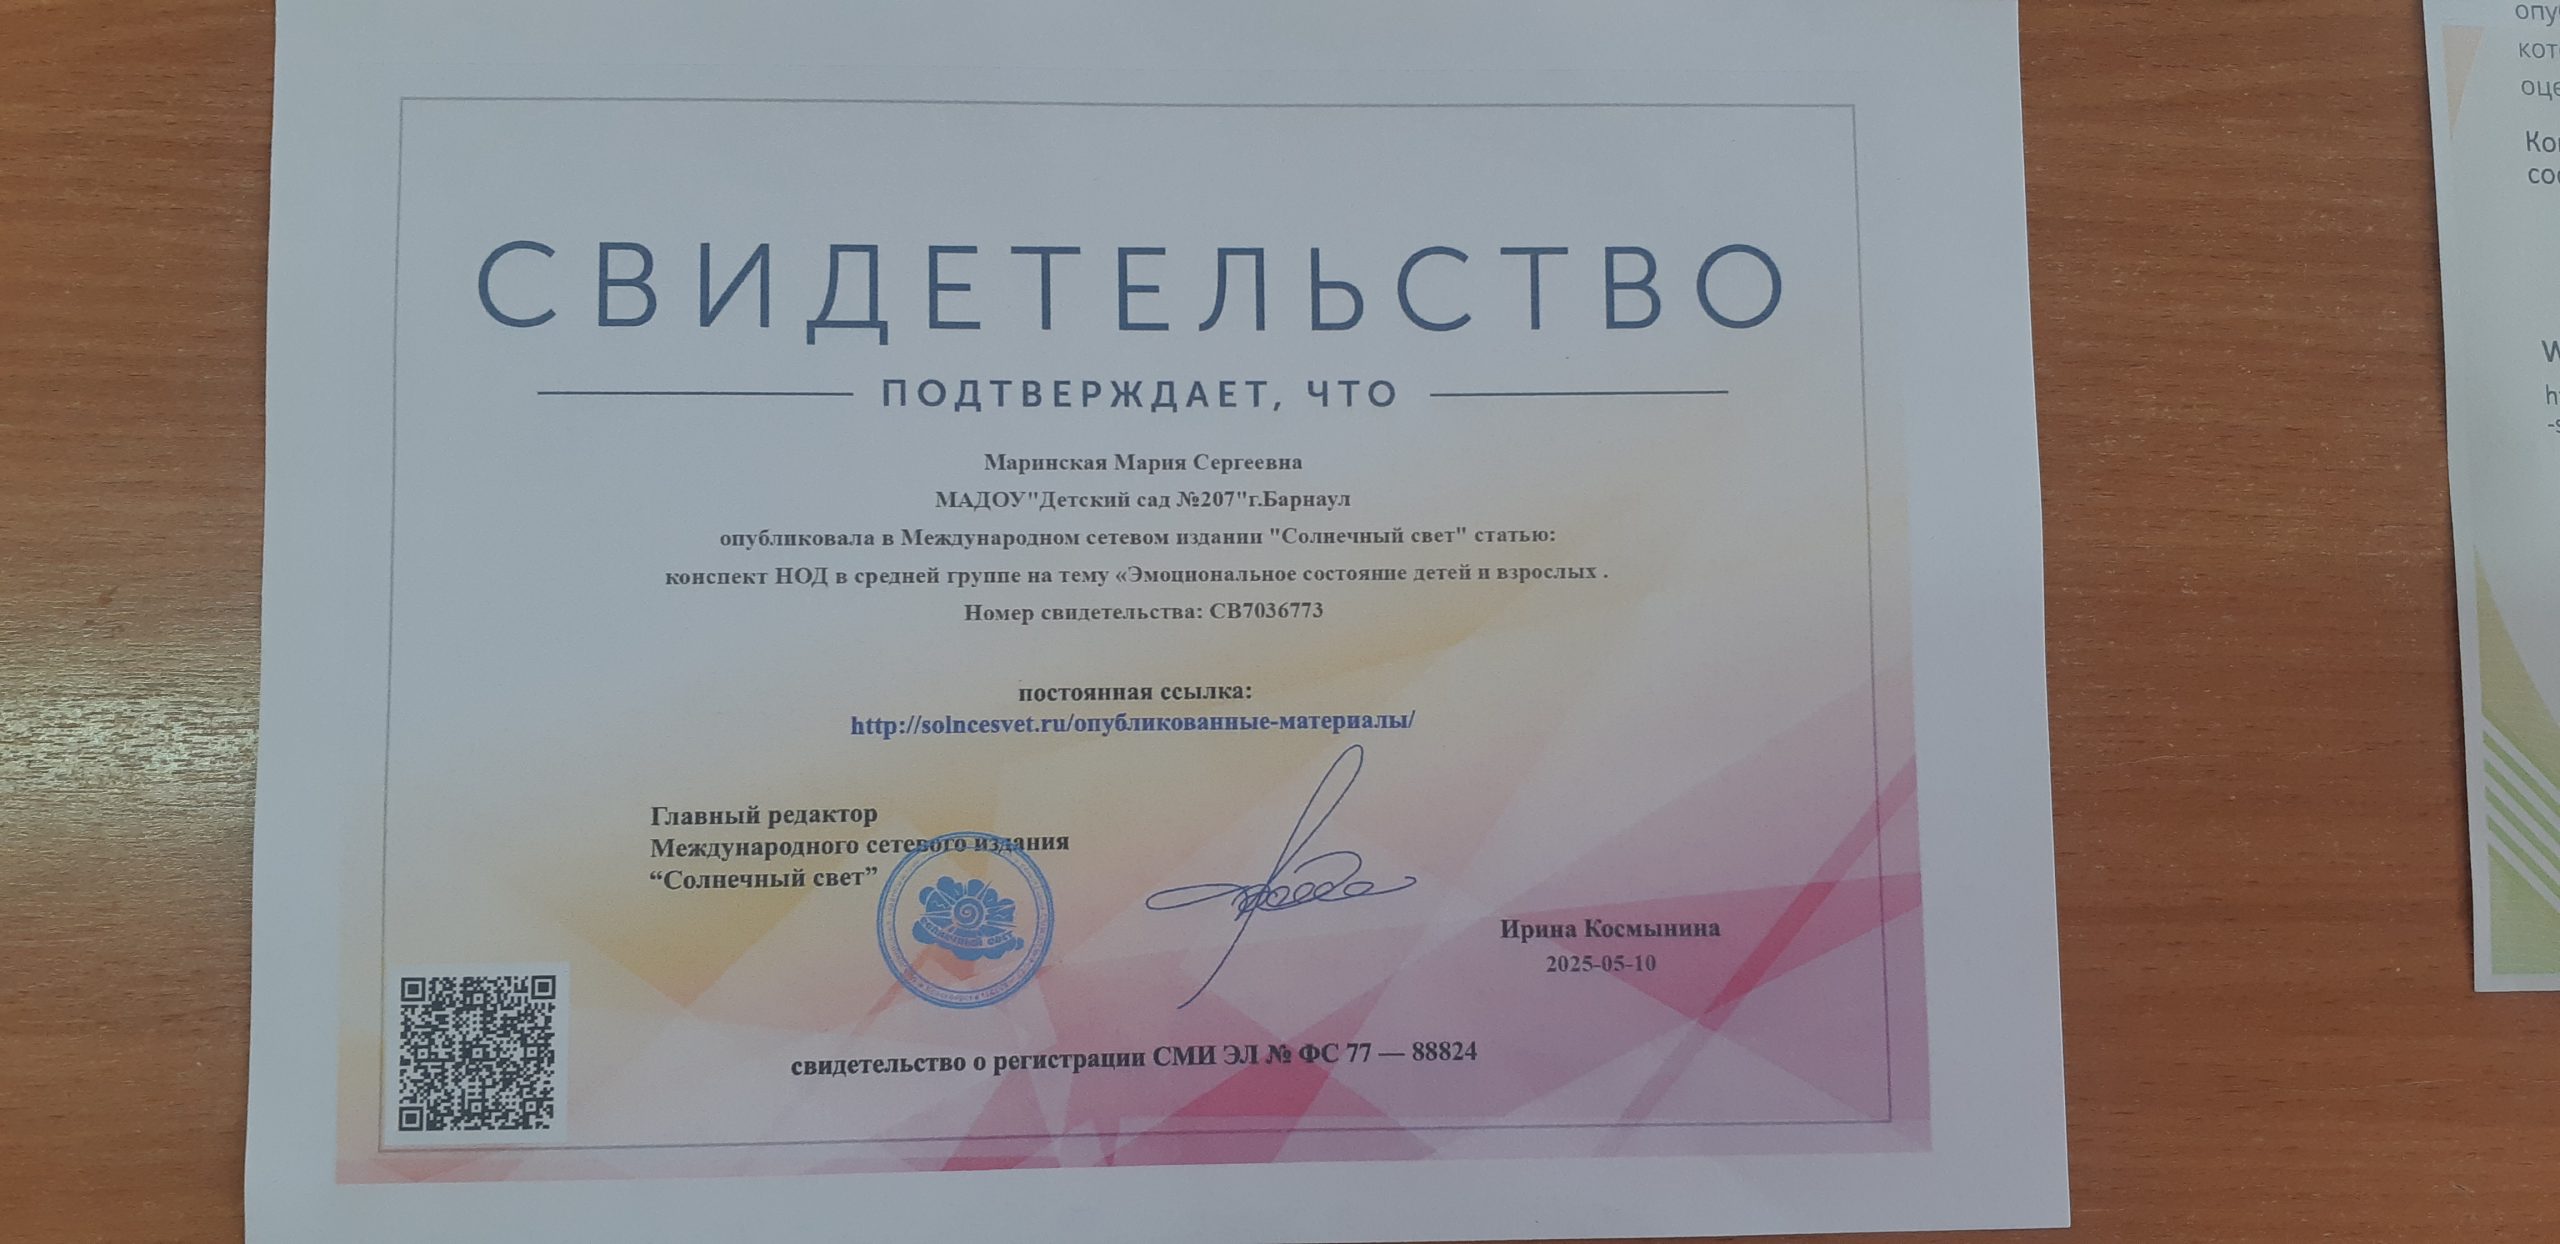 СВИДЕТЕЛЬСТВО
ПОДТВЕРЖДАЕТ, ЧТО
Маринская Мария Сергеевна
МАДОУ"Детский сад №207"г.Барнаул
опубликовала в Международном сетевом издании "Солнечный свет" статью:
конспект НОД в средней группе на тему «Эмоциональное состояние детей и взрослых .
Номер свидетельства: СВ7036773
постоянная ссылка:
http://solncesvet.ru/опубликованные-материалы/
Главный редактор
Международного сетевого издания
“Солнечный свет”
Солнечный свет
Ирина Космынина
2025-05-10
свидетельство о регистрации СМИ ЭЛ № ФС 77 — 88824